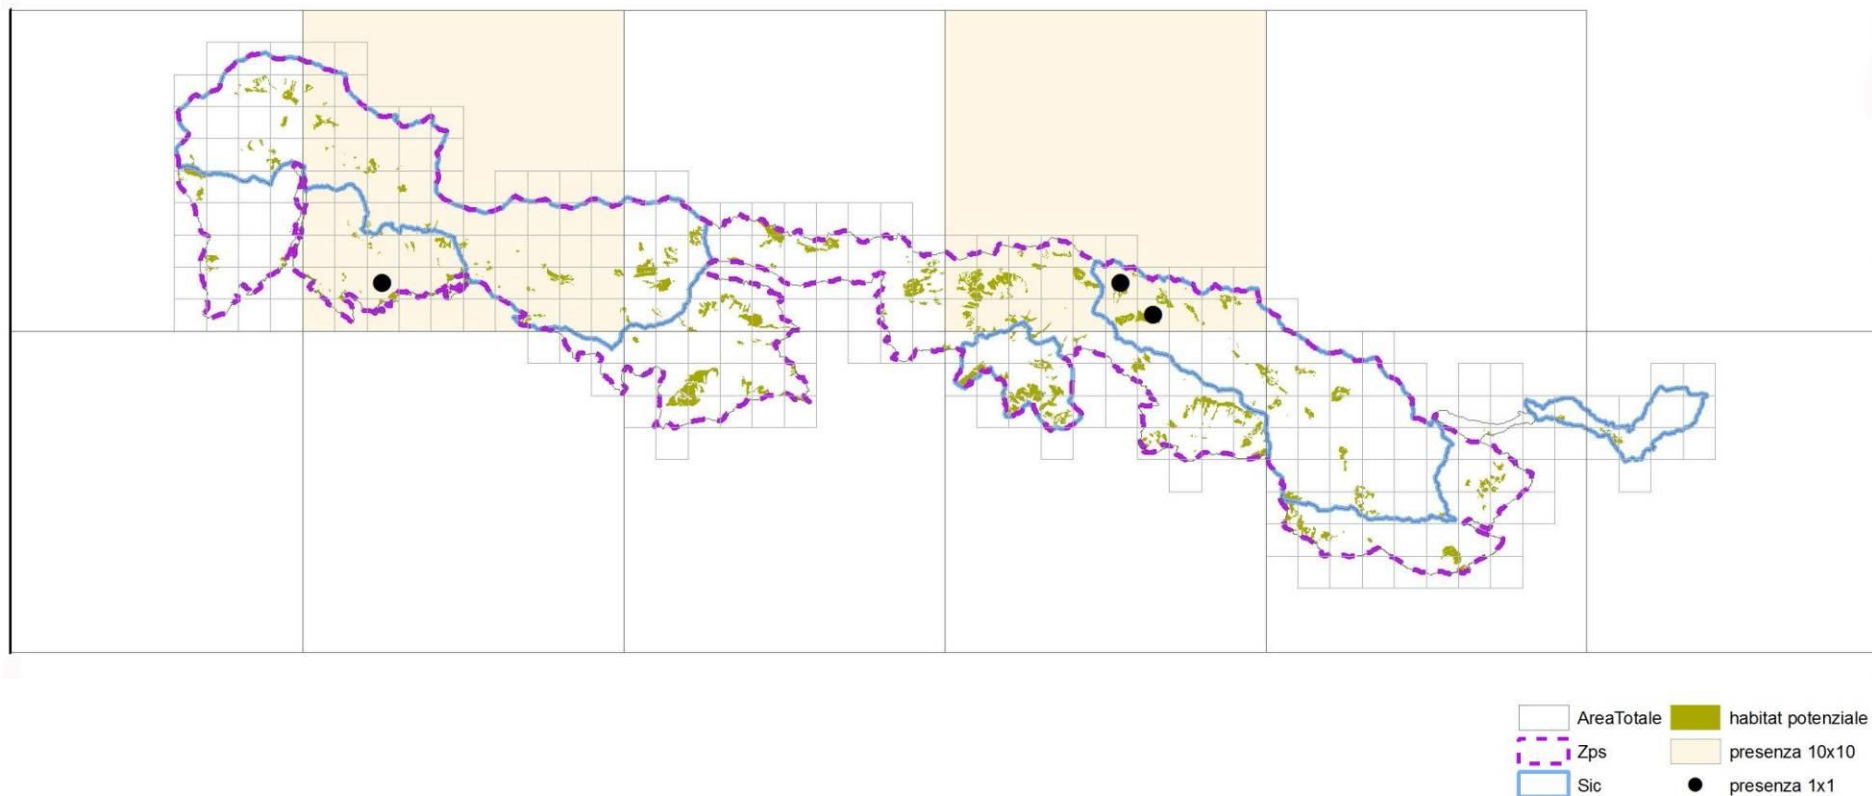 AreaTotale
habitat potenziale
Zps
presenza 10x10
Sic
presenza 1x1